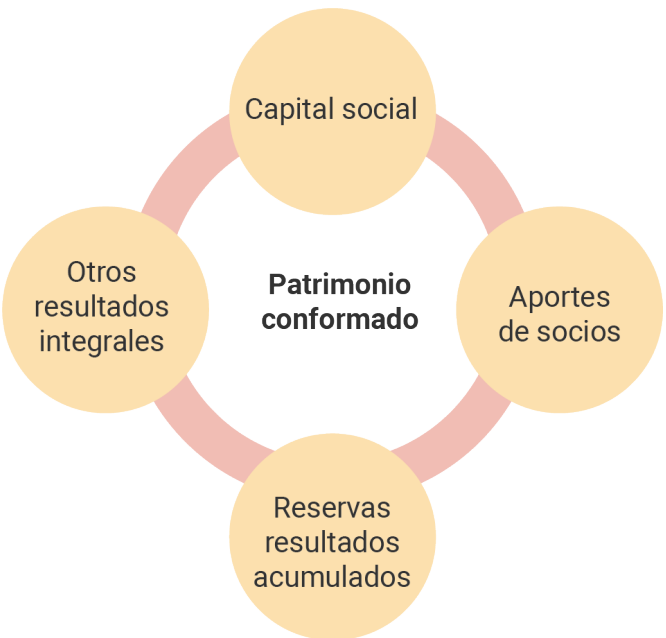 Capital social
Otros
resultados
integrales
Patrimonio
conformado
Aportes
de socios
Reservas
resultados
acumulados